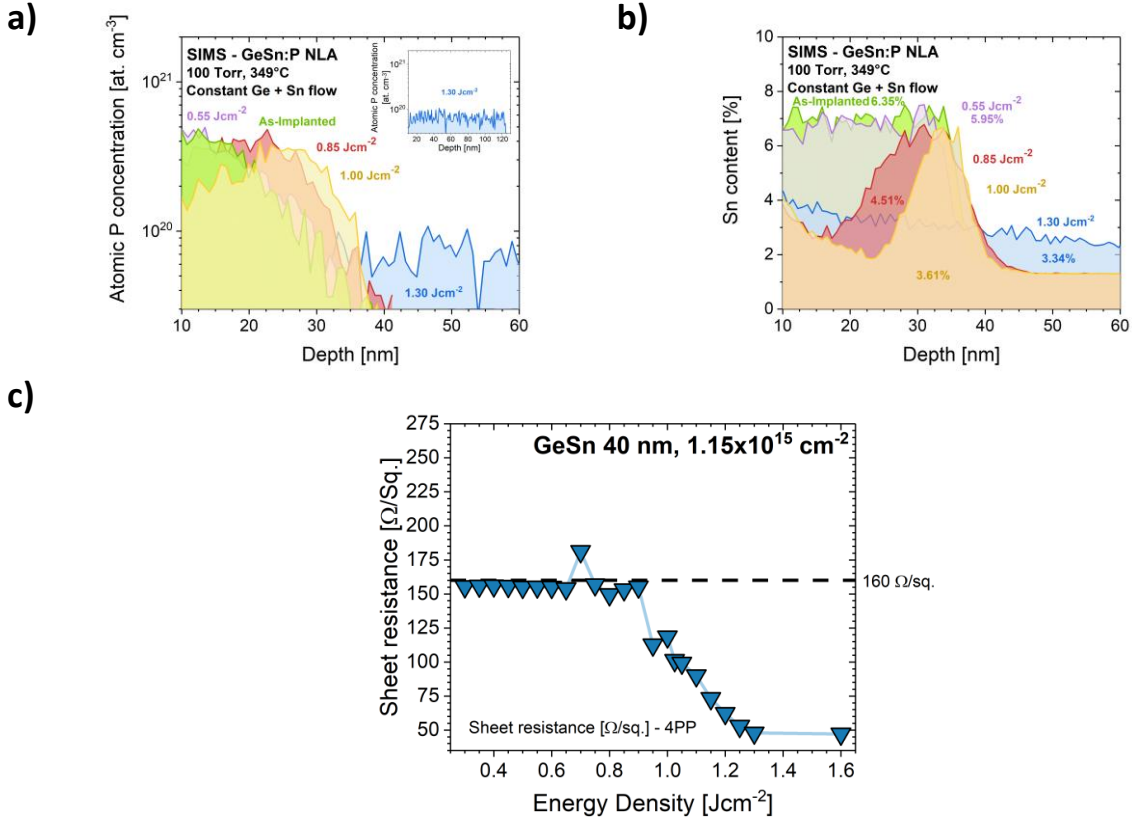 a)
Atomic P concentration [at. cm-3]
10²¹
10²⁰
SIMS - GeSn:P NLA
100 Torr, 349°C
Constant Ge + Sn flow
0.55 Jcm⁻²
As-Implanted
0.85 Jcm⁻²
1.00 Jcm⁻²
1.30 Jcm⁻²
Atomic P concentration
[at. cm-3]
10²¹
10²⁰
1.30 Jcm⁻²
20 40 60 80 100 120
Depth [nm]
10 20 30 40 50 60
Depth [nm]
b)
Sn content [%]
10
8
6
4
2
0
SIMS - GeSn:P NLA
100 Torr, 349°C
Constant Ge + Sn flow
As-Implanted 6.35%
0.55 Jcm⁻²
5.95%
0.85 Jcm⁻²
1.00 Jcm⁻²
4.51%
1.30 Jcm⁻²
3.34%
3.61%
10 20 30 40 50 60
Depth [nm]
c)
Sheet resistance [Ω/Sq.]
275
250
225
200
175
150
125
100
75
50
GeSn 40 nm, 1.15x10¹⁵ cm⁻²
160 Ω/sq.
Sheet resistance [Ω/sq.] - 4PP
0.4 0.6 0.8 1.0 1.2 1.4 1.6
Energy Density [Jcm⁻²]